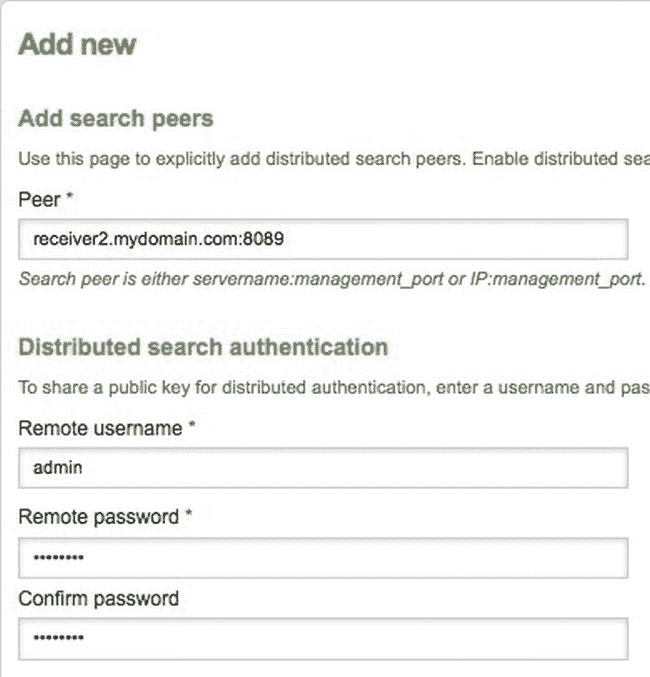 Add new
Add search peers
Use this page to explicitly add distributed search peers. Enable distributed sea
Peer *
receiver2.mydomain.com:8089
Search peer is either servername:management_port or IP:management_port.
Distributed search authentication
To share a public key for distributed authentication, enter a username and pas
Remote username *
admin
Remote password *
••••••••
Confirm password
••••••••